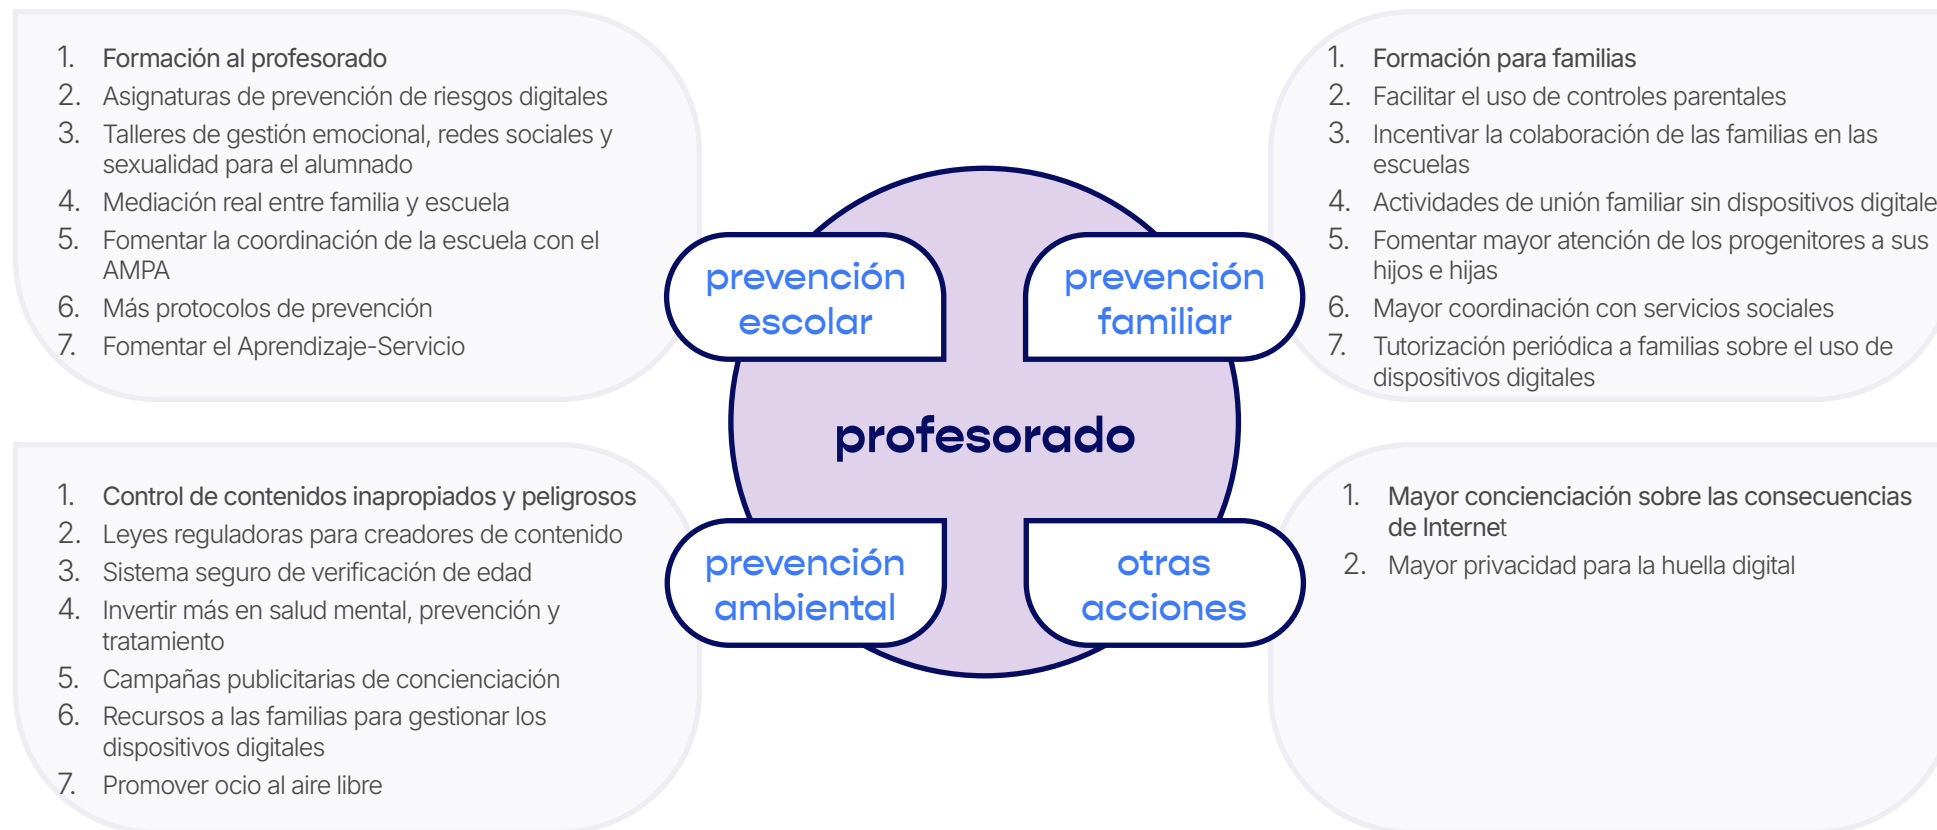 1. Formación al profesorado
2. Asignaturas de prevención de riesgos digitales
3. Talleres de gestión emocional, redes sociales y
sexualidad para el alumnado
4. Mediación real entre familia y escuela
5. Fomentar la coordinación de la escuela con el
AMPA
6. Más protocolos de prevención
7. Fomentar el Aprendizaje-Servicio
1. Formación para familias
2. Facilitar el uso de controles parentales
3. Incentivar la colaboración de las familias en las
escuelas
4. Actividades de unión familiar sin dispositivos digitale
5. Fomentar mayor atención de los progenitores a sus
hijos e hijas
6. Mayor coordinación con servicios sociales
7. Tutorización periódica a familias sobre el uso de
dispositivos digitales
prevención
escolar
prevención
familiar
profesorado
prevención
ambiental
otras
acciones
1. Control de contenidos inapropiados y peligrosos
2. Leyes reguladoras para creadores de contenido
3. Sistema seguro de verificación de edad
4. Invertir más en salud mental, prevención y
tratamiento
5. Campañas publicitarias de concienciación
6. Recursos a las familias para gestionar los
dispositivos digitales
7. Promover ocio al aire libre
1. Mayor concienciación sobre las consecuencias
de Internet
2. Mayor privacidad para la huella digital